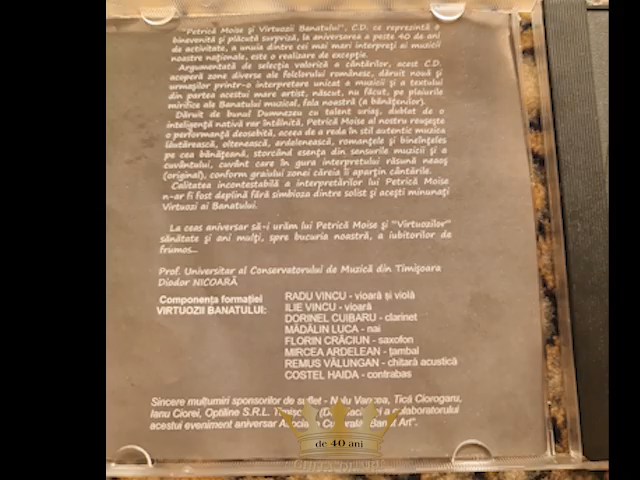 "Petrică Moise și Virtuozii Banatului", C.D. ce reprezintă o
binevenită și plăcută surpriză, la aniversarea a peste 40 de ani
de activitate, a unuia dintre cei mai mari interpreți ai muzicii
noastre naționale, este o realizare de excepție.
Argumentată de selecția valorică a cântărilor, acest C.D.
acoperă zone diverse ale folclorului românesc, dăruit nouă și
urmașilor printr-o interpretare unicat a muzicii și a textului
din partea acestui mare artist, născut, nu făcut, pe plaiurile
mirifice ale Banatului muzical, fala noastră (a bănățenilor).
Dăruit de bunul Dumnezeu cu talent uriaș, dublat de o
inteligență nativă rar întâlnită, Petrică Moise al nostru reușește
o performanță deosebită, aceea de a reda în stil autentic muzica
lăutărească, oltenească, ardelenească, romanțele și bineînțeles
pe cea bănățeană, storcând esența din sensurile muzicii și a
cuvântului, cuvânt care în gura interpretului răsună neaoș
(original), conform graiului zonei căreia îi aparțin cântările.
Calitatea incontestabilă a interpretărilor lui Petrică Moise
n-ar fi fost deplină fără simbioza dintre solist și acești minunați
Virtuozi ai Banatului.
La ceas aniversar să-i urăm lui Petrică Moise și "Virtuozilor"
sănătate și ani mulți, spre bucuria noastră, a iubitorilor de
frumos...
Prof. Universitar al Conservatorului de Muzică din Timișoara
Diodor NICOARĂ
Componența formației
VIRTUOZII BANATULUI:
RADU VINCU - vioară și violă
ILIE VINCU - vioară
DORINEL CUIBARU - clarinet
MĂDĂLIN LUCA - nai
FLORIN CRĂCIUN - saxofon
MIRCEA ARDELEAN - țambal
REMUS VĂLUNGAN - chitară acustică
COSTEL HAIDA - contrabas
Sincere mulțumiri sponsorilor de suflet - Nelu Vancea, Tică Ciorogaru,
Ianu Ciorei, Optiline S.R.L. a colaboratorului
acestui eveniment aniversar Art".
de 40 ani